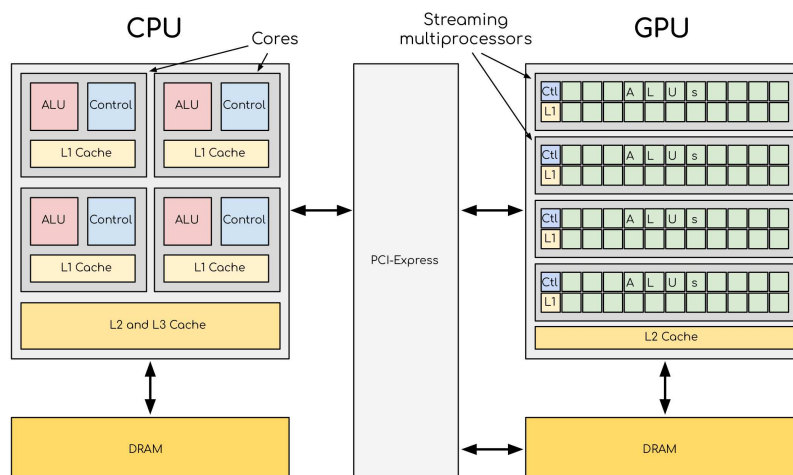 CPU
Cores
Streaming
multiprocessors
GPU
ALU
Control
L1 Cache
ALU
Control
L1 Cache
ALU
Control
L1 Cache
ALU
Control
L1 Cache
L2 and L3 Cache
DRAM
PCI-Express
Ctl A L U s
L1
Ctl A L U s
L1
Ctl A L U s
L1
Ctl A L U s
L1
L2 Cache
DRAM